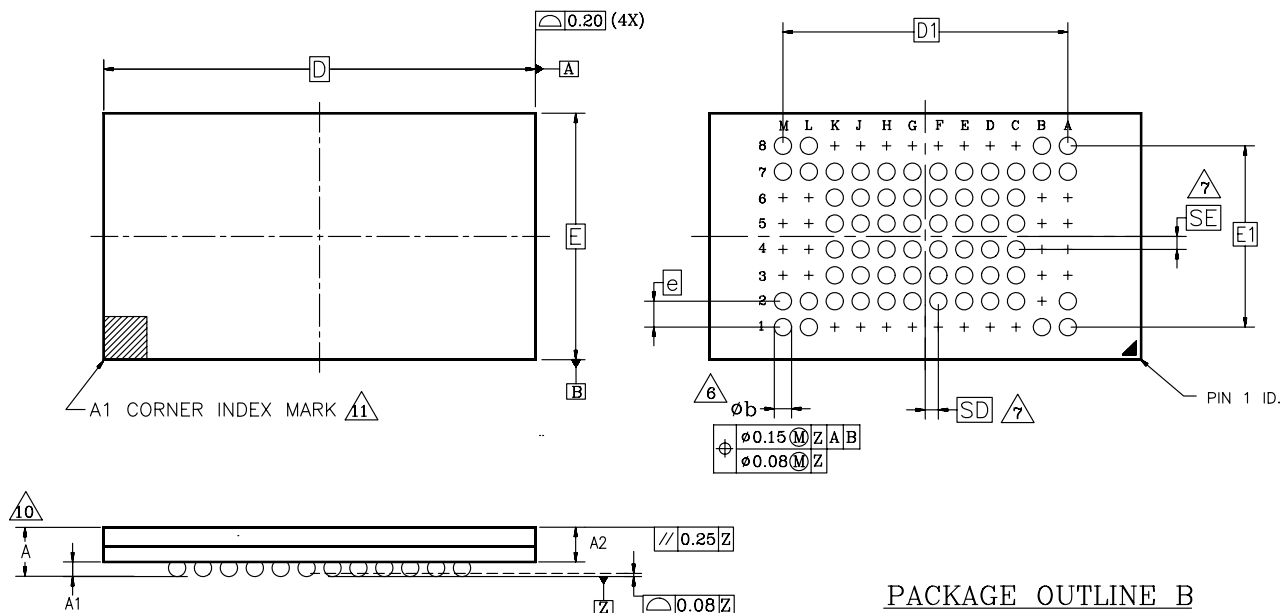 0.20 (4X)
D
A
E
B
A1 CORNER INDEX MARK 11
D1
M L K J H G F E D C B A
8
7
6
5
4
3
2
1
e
7
SE
E1
6
øb
SD 7
ø0.15 Ⓜ Z A B
ø0.08 Ⓜ Z
PIN 1 ID.
10
A
A1
A2
// 0.25 Z
Z
0.08 Z
PACKAGE OUTLINE B